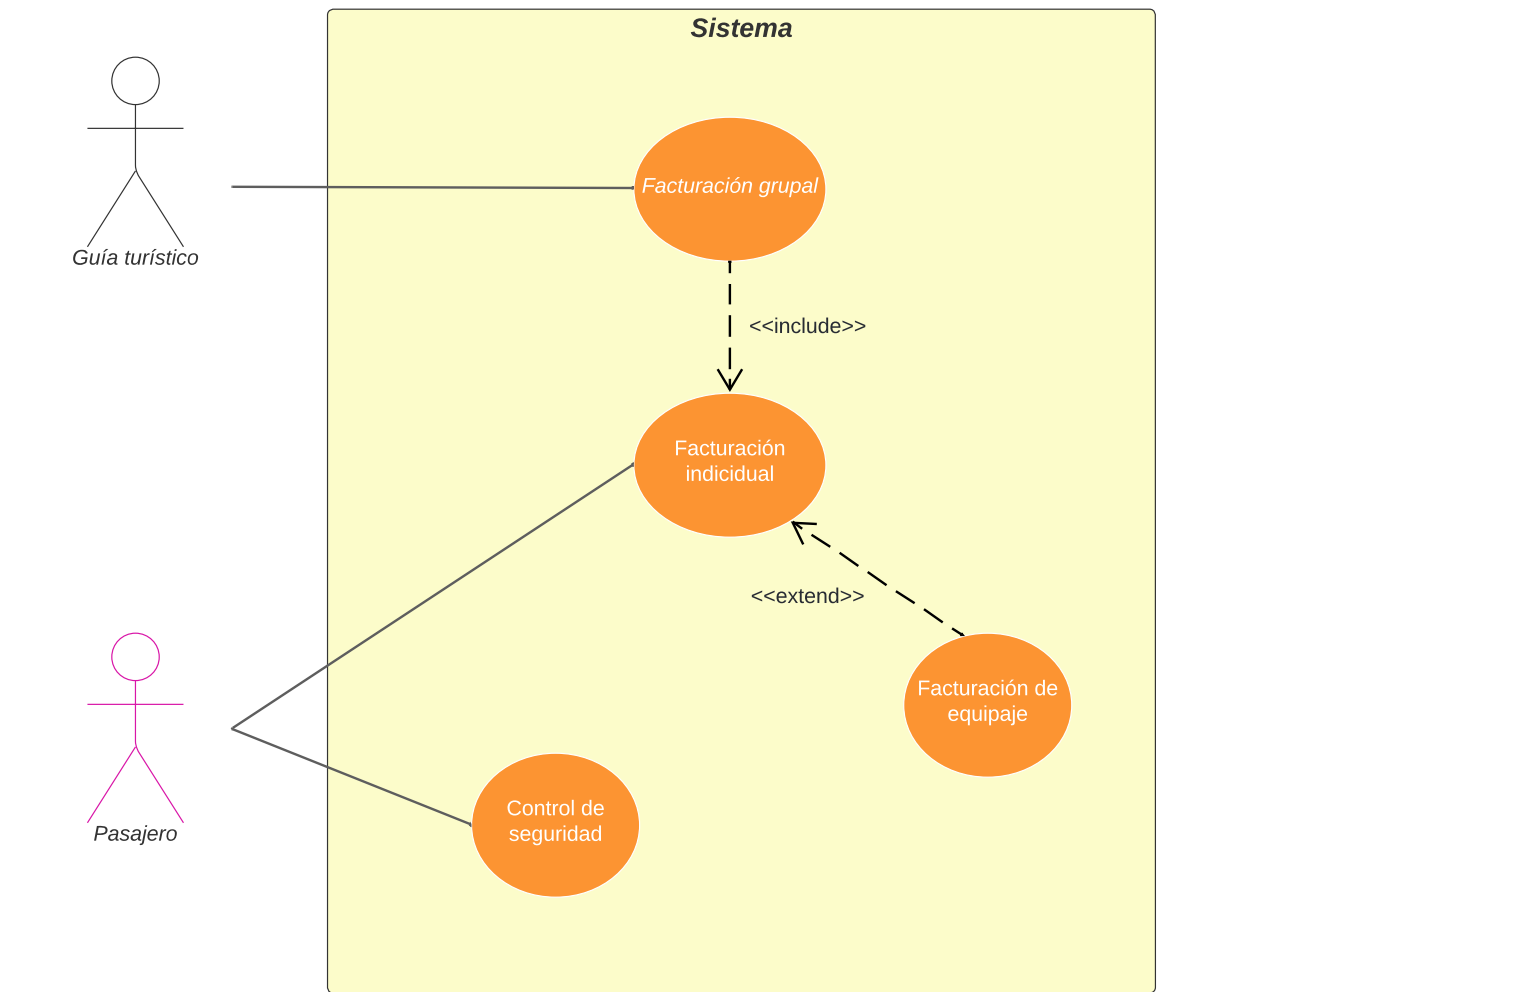 Sistema
Guía turístico
Facturación grupal
<<include>>
Facturación
indicidual
<<extend>>
Facturación de
equipaje
Pasajero
Control de
seguridad